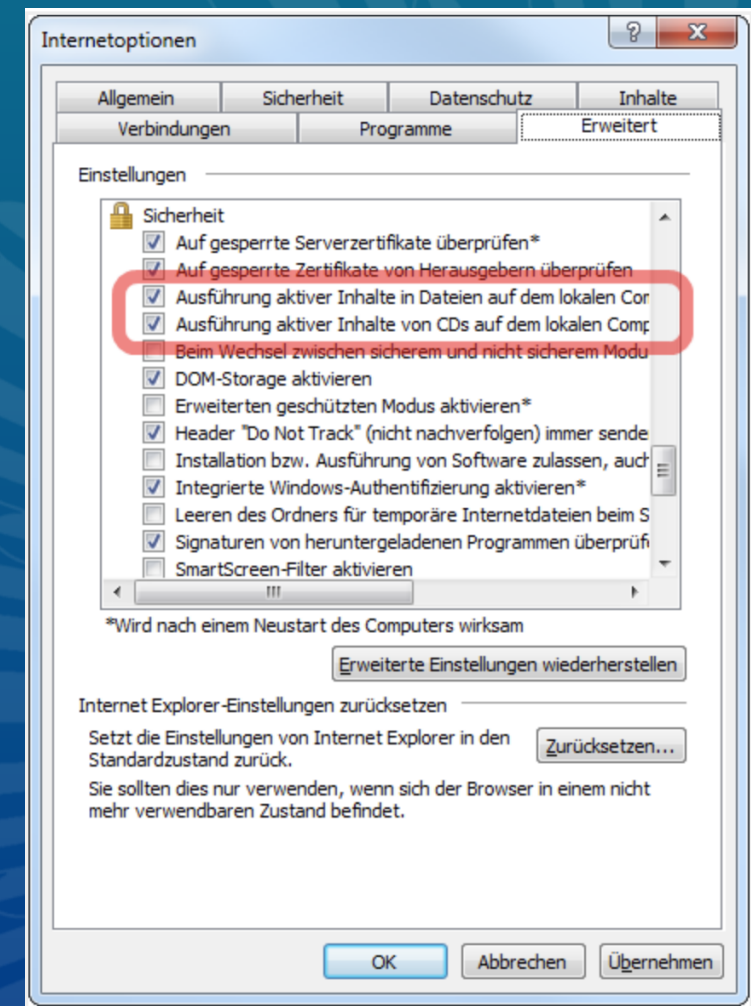 Internetoptionen
Allgemein Sicherheit Datenschutz Inhalte
Verbindungen Programme Erweitert
Einstellungen
Sicherheit
Auf gesperrte Serverzertifikate überprüfen*
Auf gesperrte Zertifikate von Herausgebern überprüfen
Ausführung aktiver Inhalte in Dateien auf dem lokalen Con
Ausführung aktiver Inhalte von CDs auf dem lokalen Comp
Beim Wechsel zwischen sicherem und nicht sicherem Modu
DOM-Storage aktivieren
Erweiterten geschützten Modus aktivieren*
Header "Do Not Track" (nicht nachverfolgen) immer sende
Installation bzw. Ausführung von Software zulassen, auch
Integrierte Windows-Authentifizierung aktivieren*
Leeren des Ordners für temporäre Internetdateien beim S
Signaturen von heruntergeladenen Programmen überprüf
SmartScreen-Filter aktivieren
*Wird nach einem Neustart des Computers wirksam
Erweiterte Einstellungen wiederherstellen
Internet Explorer-Einstellungen zurücksetzen
Setzt die Einstellungen von Internet Explorer in den
Standardzustand zurück.
Zurücksetzen...
Sie sollten dies nur verwenden, wenn sich der Browser in einem nicht
mehr verwendbaren Zustand befindet.
OK Abbrechen Übernehmen